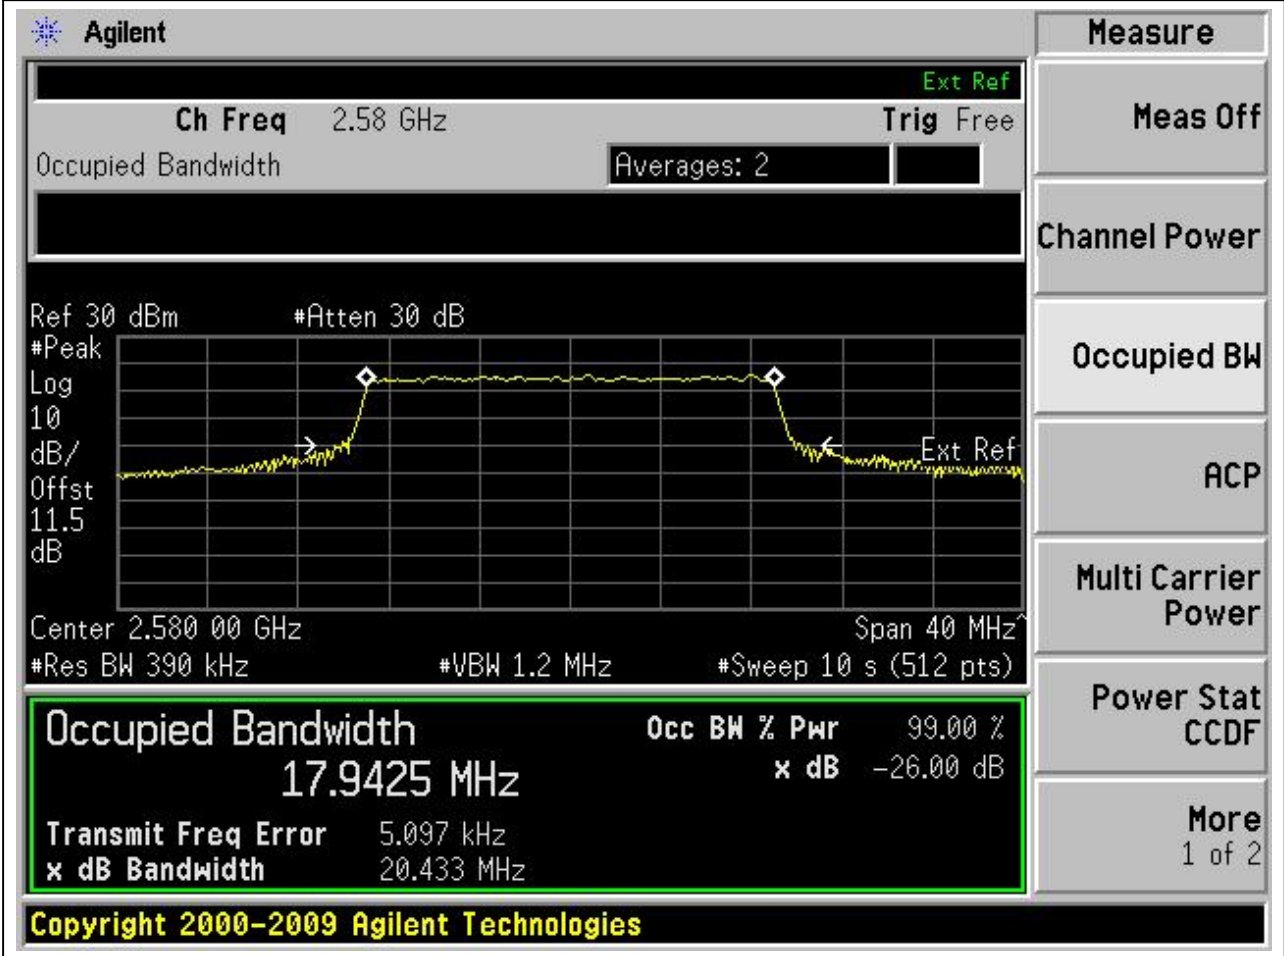 Agilent
Measure
Ext Ref
Ch Freq 2.58 GHz Trig Free
Occupied Bandwidth Averages: 2
Meas Off
Channel Power
Occupied BW
ACP
Multi Carrier
Power
Power Stat
CCDF
More
1 of 2
Ref 30 dBm #Atten 30 dB
#Peak
Log
10
dB/
Offst
11.5
dB
Ext Ref
Center 2.580 00 GHz Span 40 MHz^
#Res BW 390 kHz #VBW 1.2 MHz #Sweep 10 s (512 pts)
Occupied Bandwidth Occ BW % Pwr 99.00 %
17.9425 MHz x dB -26.00 dB
Transmit Freq Error 5.097 kHz
x dB Bandwidth 20.433 MHz
Copyright 2000-2009 Agilent Technologies